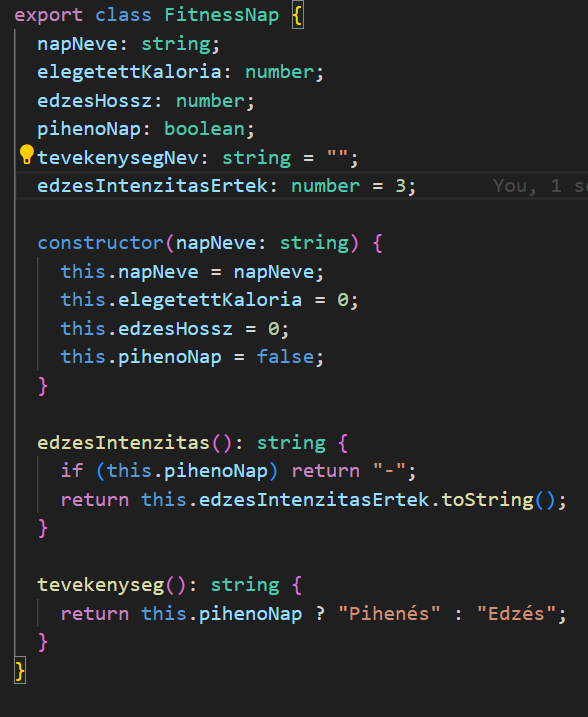 export class FitnessNap {
napNeve: string;
elegetettKaloria: number;
edzesHossz: number;
pihenoNap: boolean;
tevekenysegNev: string = "";
edzesIntenzitasErtek: number = 3; You, 1
constructor(napNeve: string) {
this.napNeve = napNeve;
this.elegetettKaloria = 0;
this.edzesHossz = 0;
this.pihenoNap = false;
}
edzesIntenzitas(): string {
if (this.pihenoNap) return "-";
return this.edzesIntenzitasErtek.toString();
}
tevekenyseg(): string {
return this.pihenoNap ? "Pihenés" : "Edzés";
}
}